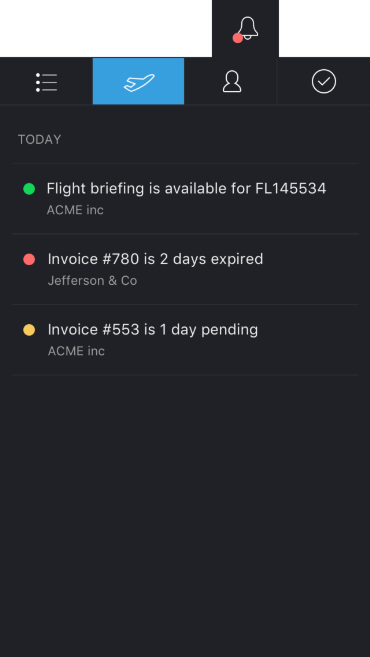 TODAY
Flight briefing is available for FL145534
ACME inc
Invoice #780 is 2 days expired
Jefferson & Co
Invoice #553 is 1 day pending
ACME inc